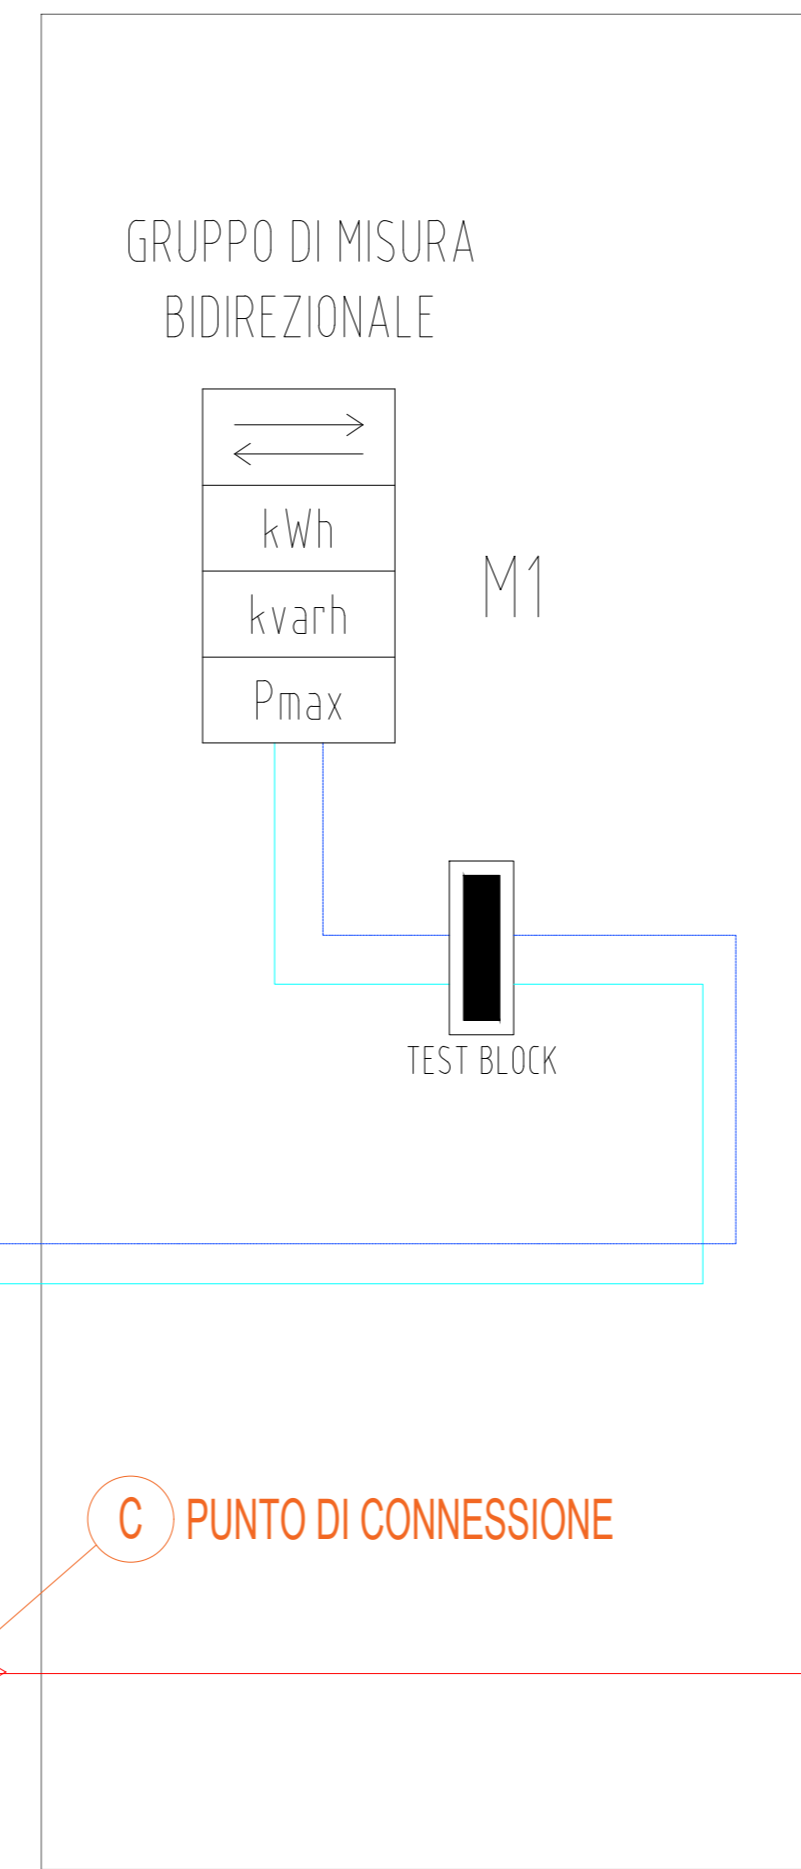 GRUPPO DI MISURA
BIDIREZIONALE
kWh
kvarh
M1
Pmax
TEST BLOCK
C PUNTO DI CONNESSIONE